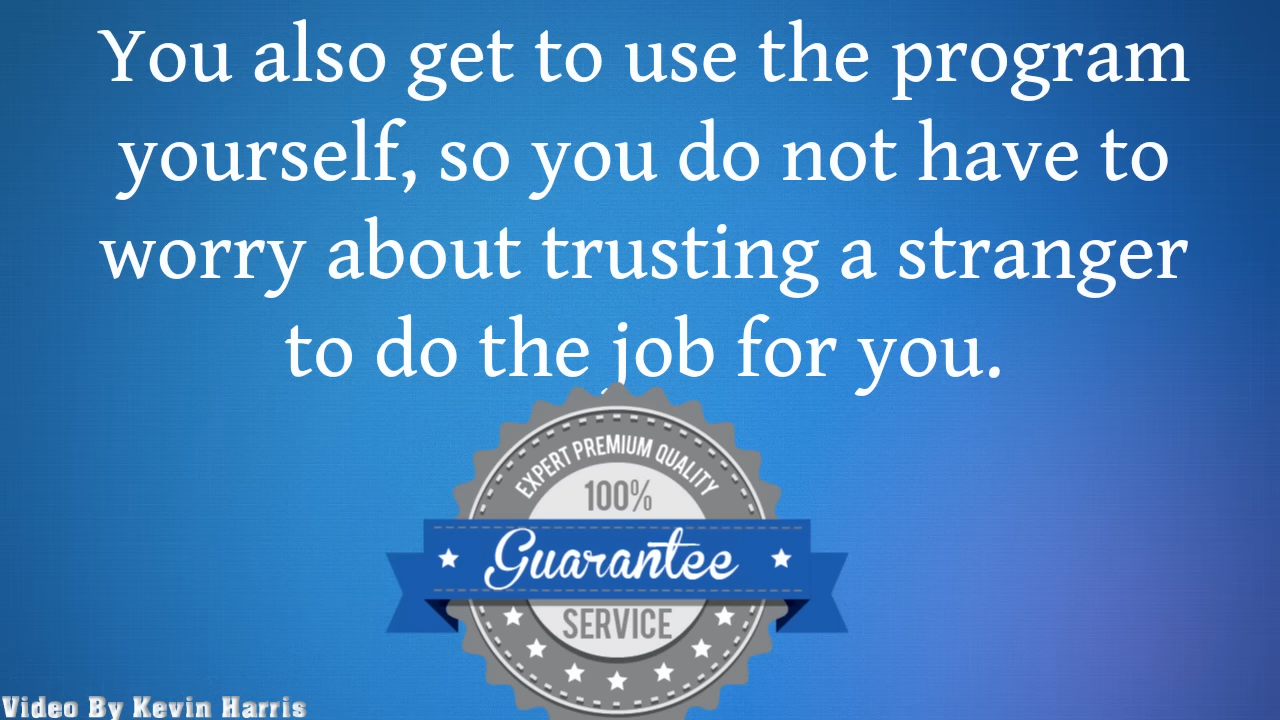 You also get to use the program
yourself, so you do not have to
worry about trusting a stranger
to do the job for you.
EXPERT PREMIUM QUALITY
100%
Guarantee
SERVICE
Video By Kevin Harris